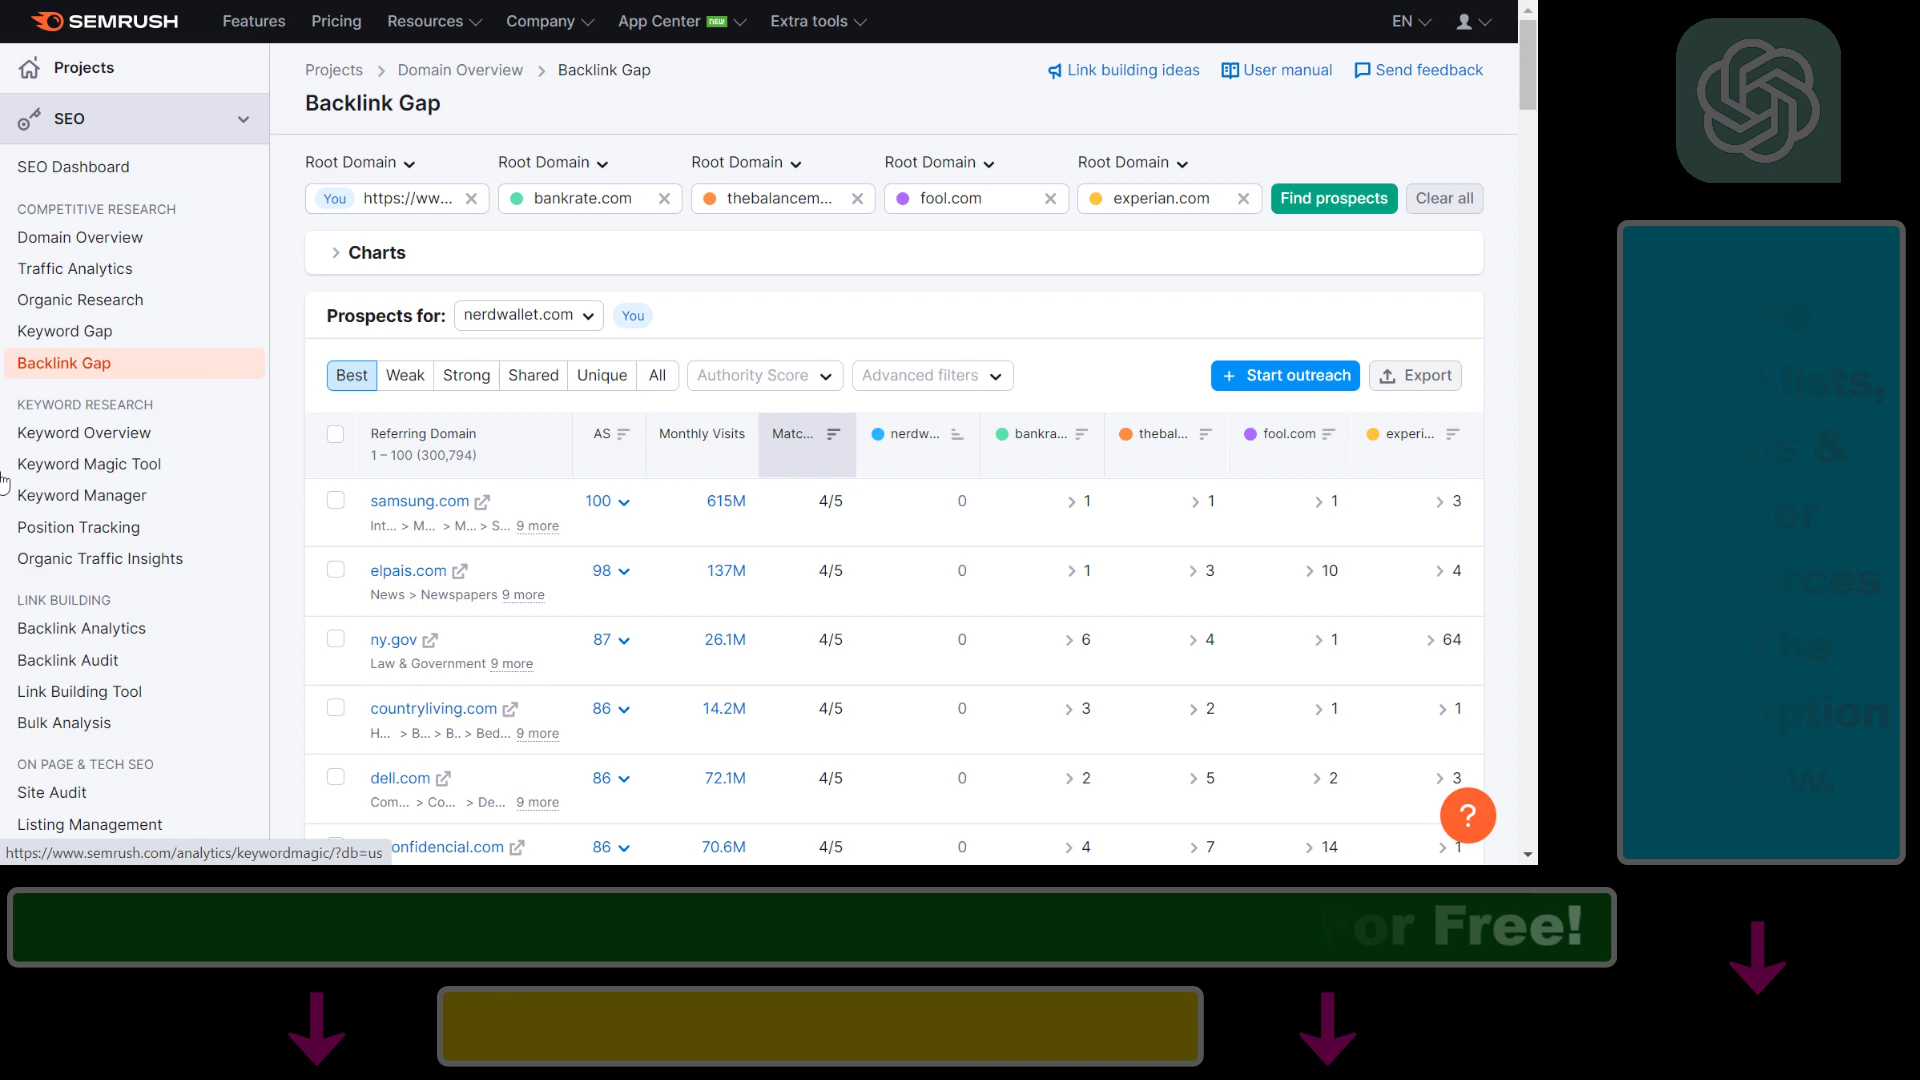 SEMRUSH Features Pricing Resources Company App Center NEW Extra tools EN
Projects
Projects > Domain Overview > Backlink Gap Link building ideas User manual Send feedback
Backlink Gap
SEO
SEO Dashboard
COMPETITIVE RESEARCH
Domain Overview
Traffic Analytics
Organic Research
Keyword Gap
Backlink Gap
KEYWORD RESEARCH
Keyword Overview
Keyword Magic Tool
Keyword Manager
Position Tracking
Organic Traffic Insights
LINK BUILDING
Backlink Analytics
Backlink Audit
Link Building Tool
Bulk Analysis
ON PAGE & TECH SEO
Site Audit
Listing Management
https://www.semrush.com/analytics/keywordmagic/?db=us
Root Domain Root Domain Root Domain Root Domain Root Domain
You https://ww... bankrate.com thebalancem... fool.com experian.com Find prospects Clear all
> Charts
Prospects for: nerdwallet.com You
Best Weak Strong Shared Unique All Authority Score Advanced filters + Start outreach Export
Referring Domain AS Monthly Visits Matc... nerdw... bankra... thebal... fool.com experi...
1 – 100 (300,794)
samsung.com 100 615M 4/5 0 > 1 > 1 > 1 > 3
Int... > M... > M... > S... 9 more
elpais.com 98 137M 4/5 0 > 1 > 3 > 10 > 4
News > Newspapers 9 more
ny.gov 87 26.1M 4/5 0 > 6 > 4 > 1 > 64
Law & Government 9 more
countryliving.com 86 14.2M 4/5 0 > 3 > 2 > 1 > 1
H... > B... > B.. > Bed... 9 more
dell.com 86 72.1M 4/5 0 > 2 > 5 > 2 > 3
Com... > Co... > De... 9 more
onfidencial.com 86 70.6M 4/5 0 > 4 > 7 > 14 > 1
?
For Free!
& 
The